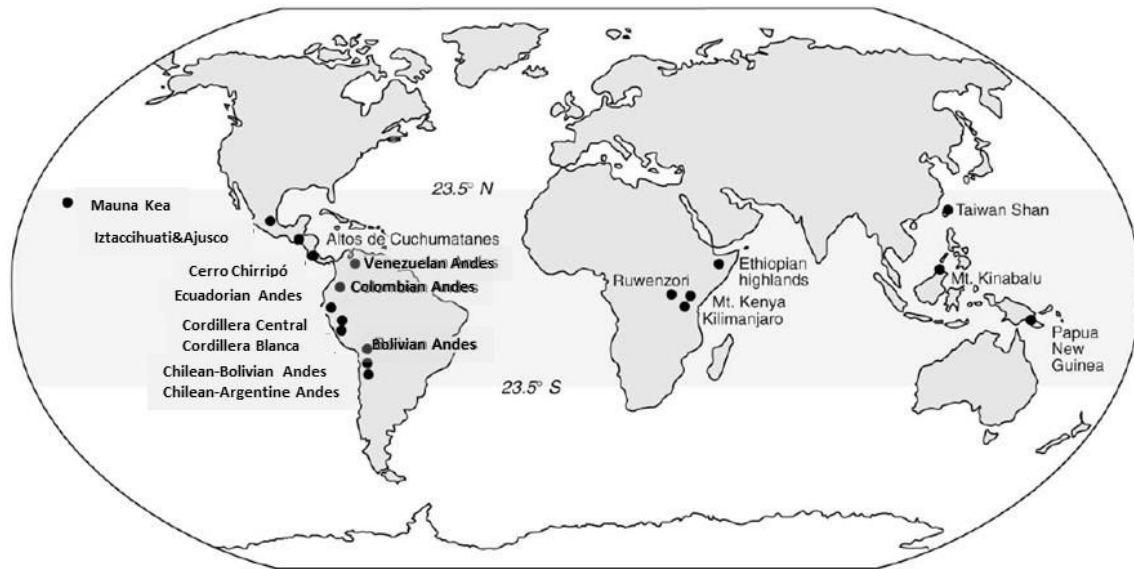 23.5° N
Mauna Kea
Taiwan Shan
Iztaccihuati&Ajusco
Altos de Cuchumatanes
Cerro Chirripó
Venezuelan Andes
Ethiopian
highlands
Mt. Kinabalu
Ruwenzori
Ecuadorian Andes
Colombian Andes
Mt. Kenya
Kilimanjaro
Cordillera Central
Cordillera Blanca
Bolivian Andes
Papua
New
Guinea
Chilean-Bolivian Andes
Chilean-Argentine Andes
23.5° S